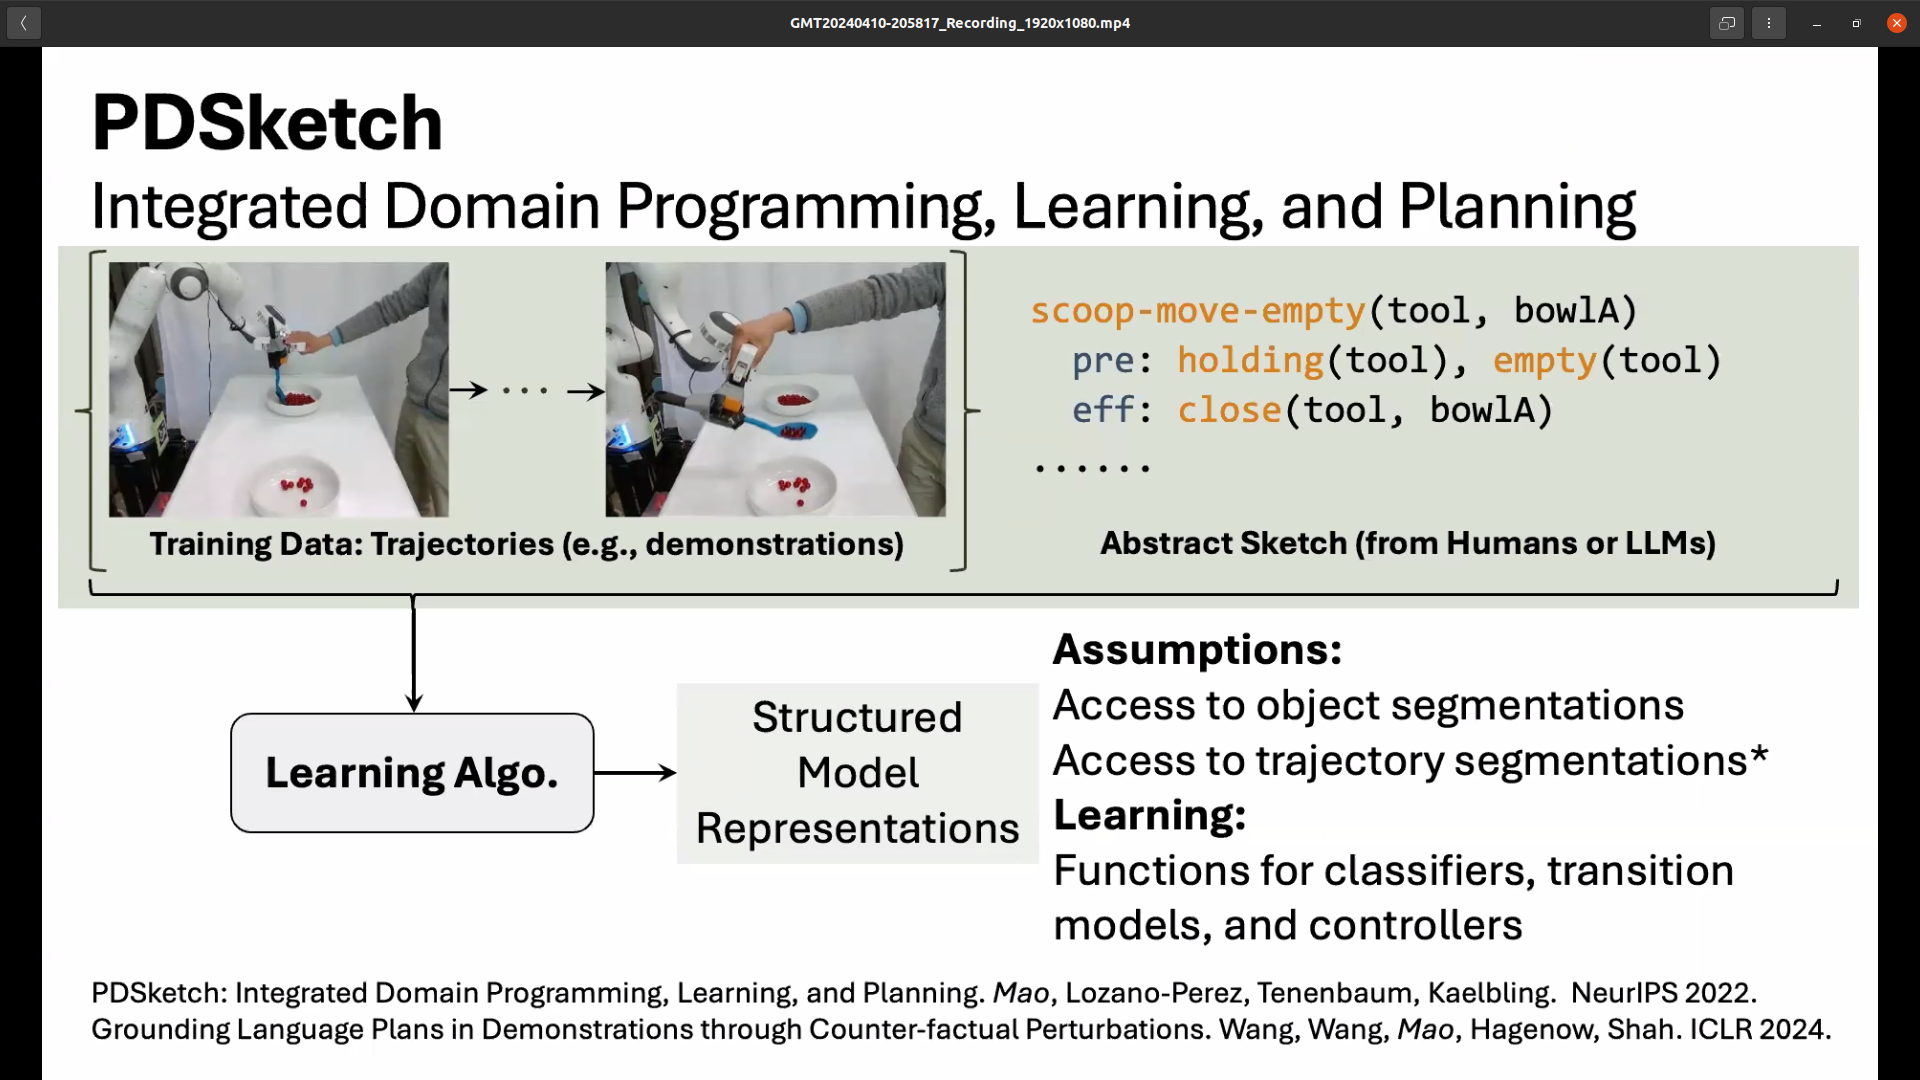 GMT20240410-205817_Recording_1920x1080.mp4
PDSketch
Integrated Domain Programming, Learning, and Planning
Training Data: Trajectories (e.g., demonstrations)
scoop-move-empty(tool, bowlA)
pre: holding(tool), empty(tool)
eff: close(tool, bowlA)
......
Abstract Sketch (from Humans or LLMs)
Learning Algo.
Structured
Model
Representations
Assumptions:
Access to object segmentations
Access to trajectory segmentations*
Learning:
Functions for classifiers, transition
models, and controllers
PDSketch: Integrated Domain Programming, Learning, and Planning. Mao, Lozano-Perez, Tenenbaum, Kaelbling. NeurIPS 2022.
Grounding Language Plans in Demonstrations through Counter-factual Perturbations. Wang, Wang, Mao, Hagenow, Shah. ICLR 2024.